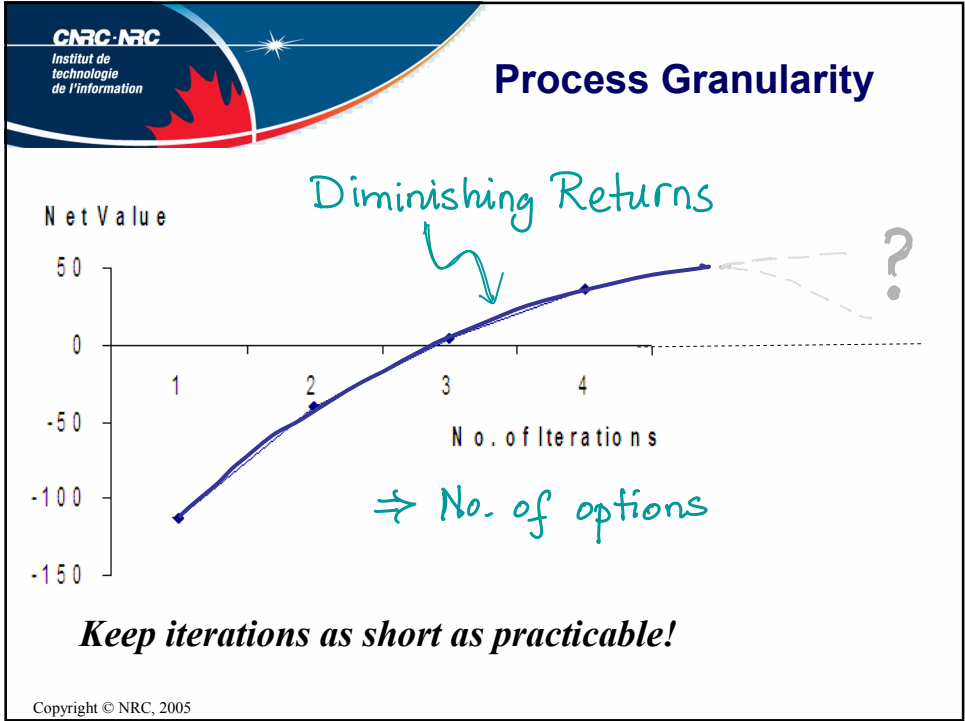 CNRC·NRC
Institut de
technologie
de l'information
Process Granularity
Diminishing Returns
Net Value
50
?
0
1 2 3 4
-50
No. of Iterations
-100
⇒ No. of options
-150
Keep iterations as short as practicable!
Copyright © NRC, 2005